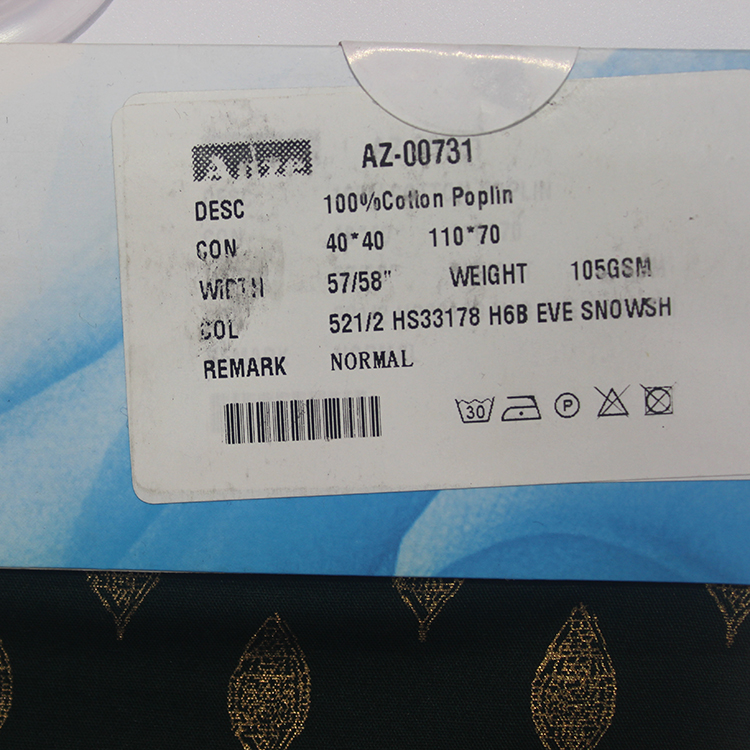 AZ-00731
DESC 100%Cotton Poplin
CON 40*40 110*70
WIDTH 57/58" WEIGHT 105GSM
COL 521/2 HS33178 H6B EVE SNOWSH
REMARK NORMAL
30 P